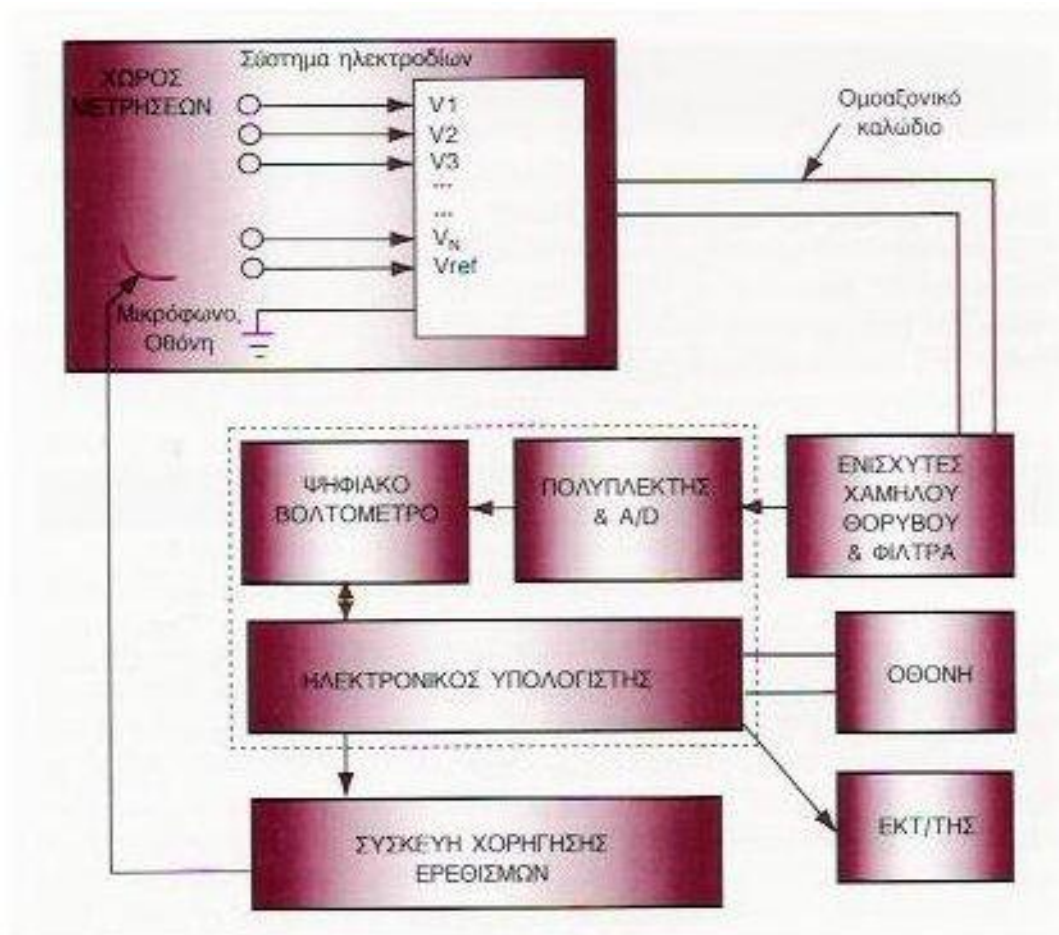 Σύστημα ηλεκτροδίων
ΧΩΡΟΣ
ΜΕΤΡΗΣΕΩΝ
V1
V2
V3
...
...
VN
Vref
Μικρόφωνο,
Οθόνη
Ομοαξονικό
καλώδιο
ΨΗΦΙΑΚΟ
ΒΟΛΤΟΜΕΤΡΟ
ΠΟΛΥΠΛΕΚΤΗΣ
& A/D
ΕΝΙΣΧΥΤΕΣ
ΧΑΜΗΛΟΥ
ΘΟΡΥΒΟΥ
& ΦΙΛΤΡΑ
ΗΛΕΚΤΡΟΝΙΚΟΣ ΥΠΟΛΟΓΙΣΤΗΣ
ΟΘΟΝΗ
ΣΥΣΚΕΥΗ ΧΟΡΗΓΗΣΗΣ
ΕΡΕΘΙΣΜΩΝ
ΕΚΤ/ΤΗΣ